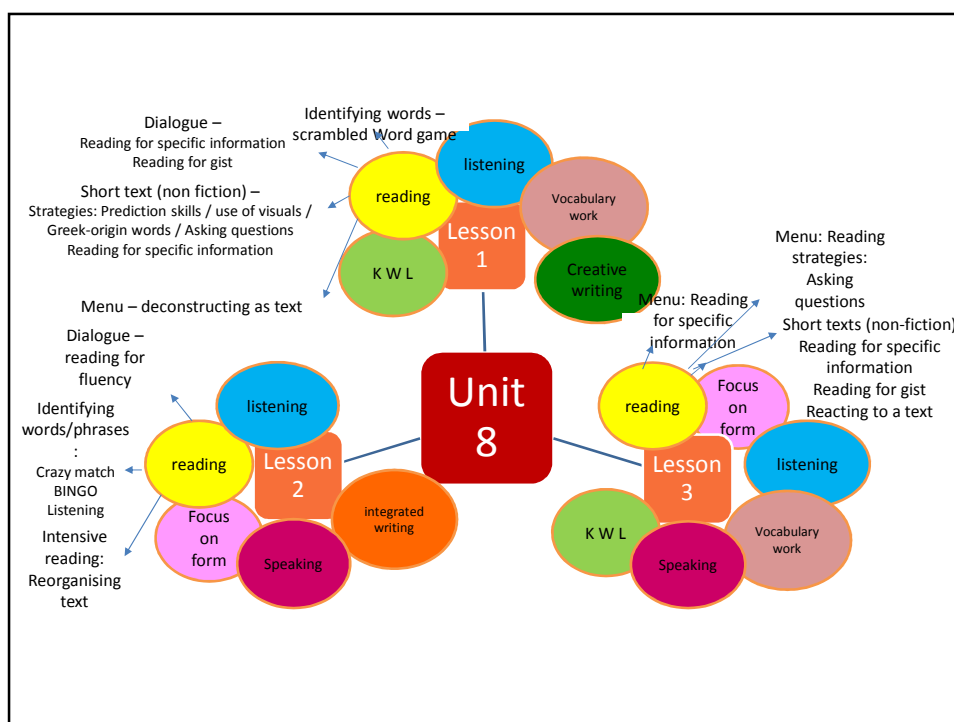 Identifying words –
scrambled Word game
Dialogue –
Reading for specific information
Reading for gist
Short text (non fiction) –
Strategies: Prediction skills / use of visuals /
Greek-origin words / Asking questions
Reading for specific information
Menu – deconstructing as text
reading
listening
Vocabulary
work
Creative
writing
K W L
Lesson
1
Unit
8
Dialogue –
reading for
fluency
Identifying
words/phrases
:
Crazy match
BINGO
Listening
Intensive
reading:
Reorganising
text
listening
reading
Lesson
2
Focus
on
form
Speaking
integrated
writing
Menu: Reading
for specific
information
Menu: Reading
strategies:
Asking
questions
Short texts (non-fiction)
Reading for specific
information
Reading for gist
Reacting to a text
reading
Focus
on
form
Lesson
3
listening
K W L
Speaking
Vocabulary
work